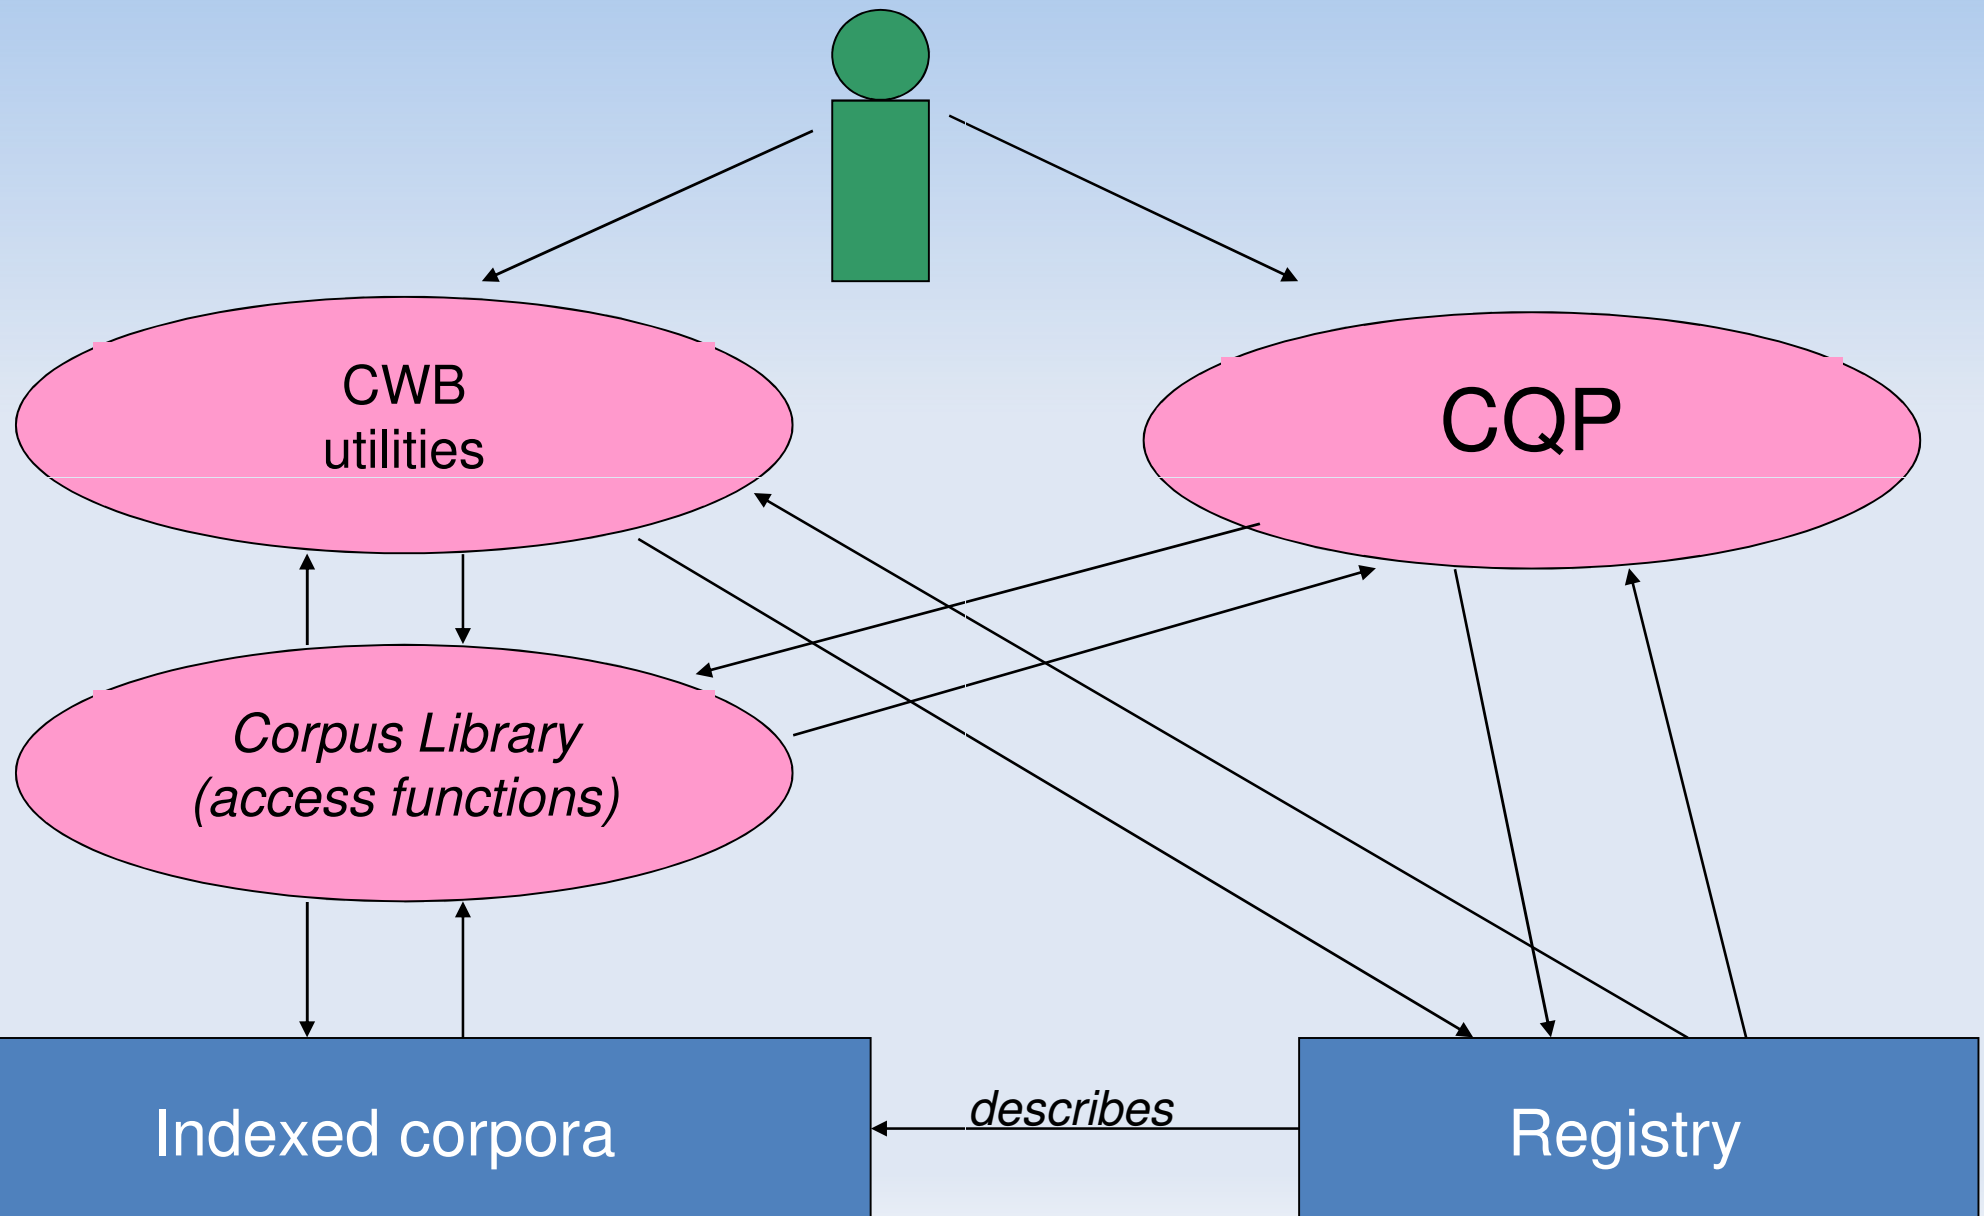 CWB
utilities
CQP
Corpus Library
(access functions)
Indexed corpora
describes
Registry